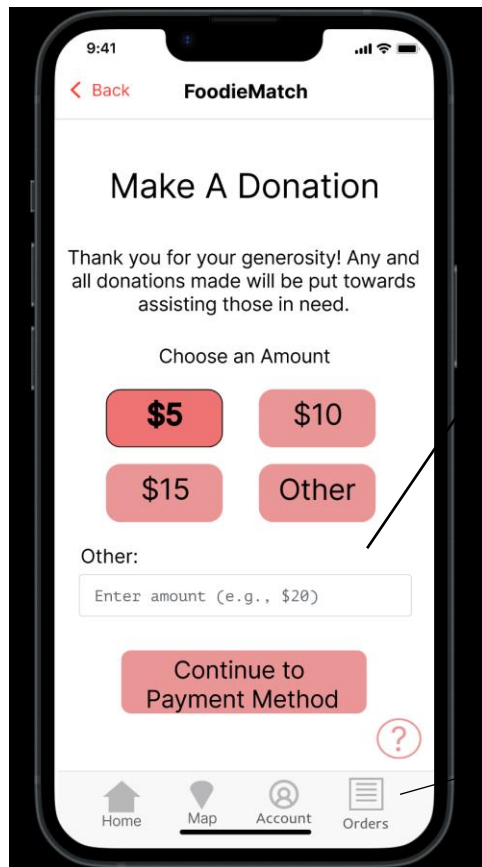 9:41
Back FoodieMatch
Make A Donation
Thank you for your generosity! Any and
all donations made will be put towards
assisting those in need.
Choose an Amount
$5 $10
$15 Other
Other:
Enter amount (e.g., $20)
Continue to
Payment Method
?
Home Map Account Orders